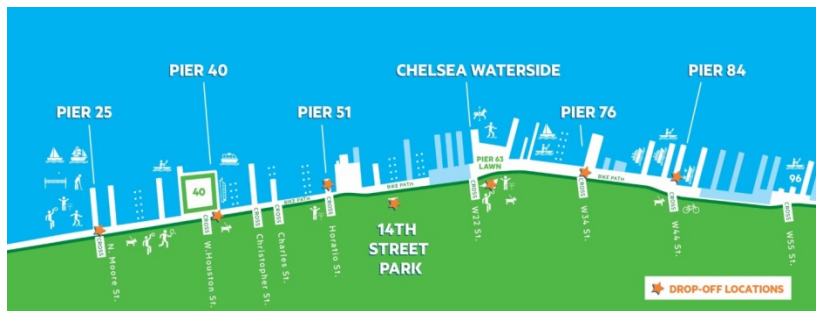 PIER 25
PIER 40
PIER 51
CHELSEA WATERSIDE
PIER 76
PIER 84
PIER 63
LAWN
40
96
BIKE PATH
BIKE PATH
BIKE PATH
CROSS
N. Moore St.
CROSS
W.Houston St.
CROSS
Christopher St.
CROSS
Charles St.
CROSS
Horatio St.
14TH
STREET
PARK
CROSS
W22 St.
CROSS
W34 St.
CROSS
W44 St.
CROSS
W55 St.
DROP-OFF LOCATIONS